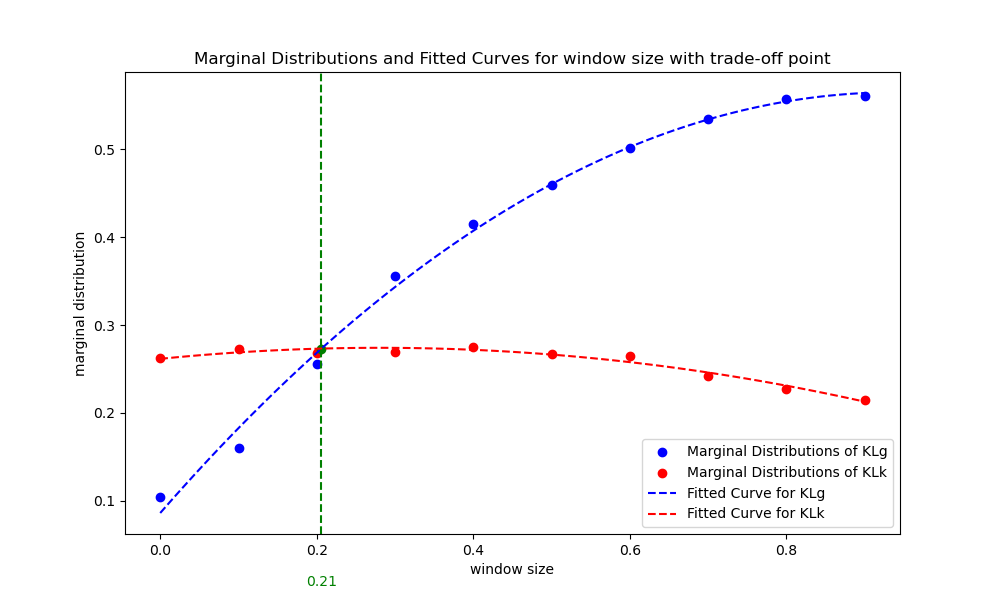 Marginal Distributions and Fitted Curves for window size with trade-off point
marginal distribution
0.5
0.4
0.3
0.2
0.1
Marginal Distributions of KLg
Marginal Distributions of KLk
Fitted Curve for KLg
Fitted Curve for KLk
0.0 0.2 0.4 0.6 0.8
window size
0.21